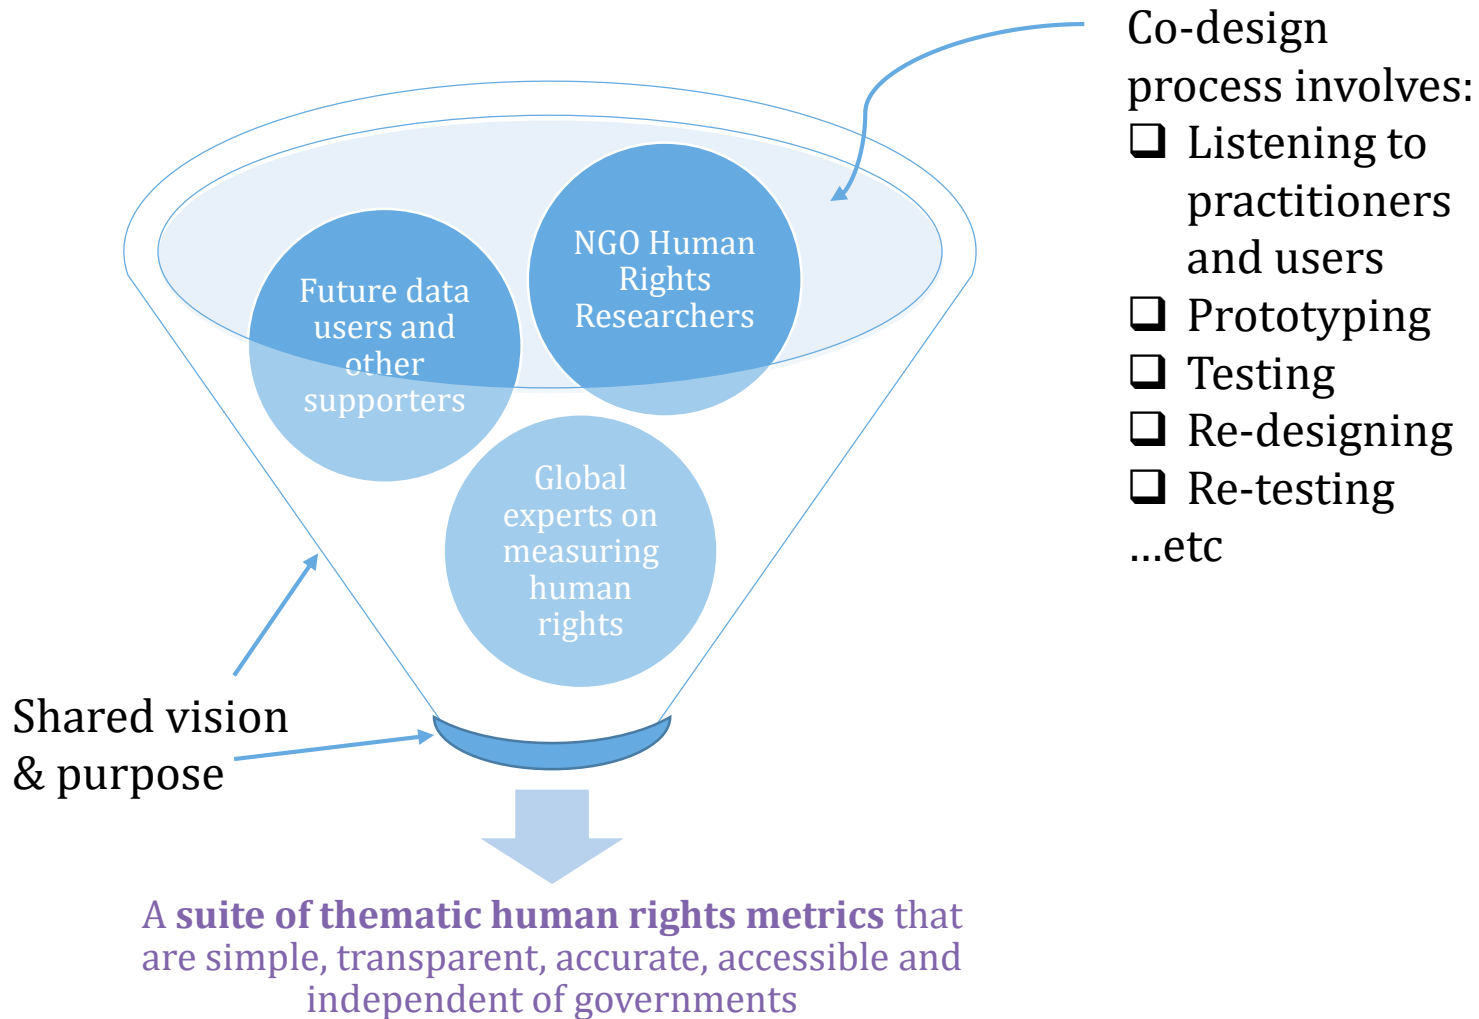 Co-design
process involves:
❑ Listening to
practitioners
and users
❑ Prototyping
❑ Testing
❑ Re-designing
❑ Re-testing
...etc
NGO Human
Rights
Researchers
Future data
users and
other
supporters
Global
experts on
measuring
human
rights
Shared vision
& purpose
A suite of thematic human rights metrics that
are simple, transparent, accurate, accessible and
independent of governments